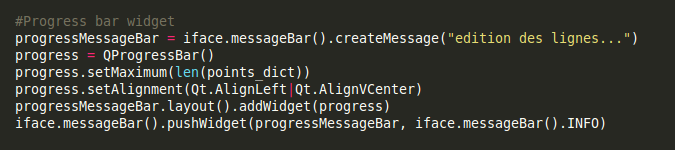 #Progress bar widget
progressMessageBar = iface.messageBar().createMessage("edition des lignes...")
progress = QProgressBar()
progress.setMaximum(len(points_dict))
progress.setAlignment(Qt.AlignLeft|Qt.AlignVCenter)
progressMessageBar.layout().addWidget(progress)
iface.messageBar().pushWidget(progressMessageBar, iface.messageBar().INFO)